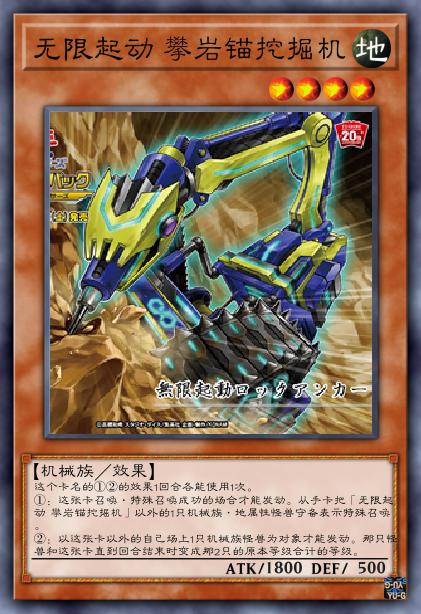 无限起动 攀岩锚挖掘机 地
20th
パック
発売
無限起動ロックアンカー
【机械族／效果】
这个卡名的①②的效果1回合各能使用1次。
①：这张卡召唤·特殊召唤成功的场合才能发动。从手卡把「无限起
动 攀岩锚挖掘机」以外的1只机械族·地属性怪兽守备表示特殊召唤
。
②：以这张卡以外的自己场上1只机械族怪兽为对象才能发动。那只怪
兽和这张卡直到回合结束时变成那2只的原本等级合计的等级。
ATK/1800 DEF/ 500